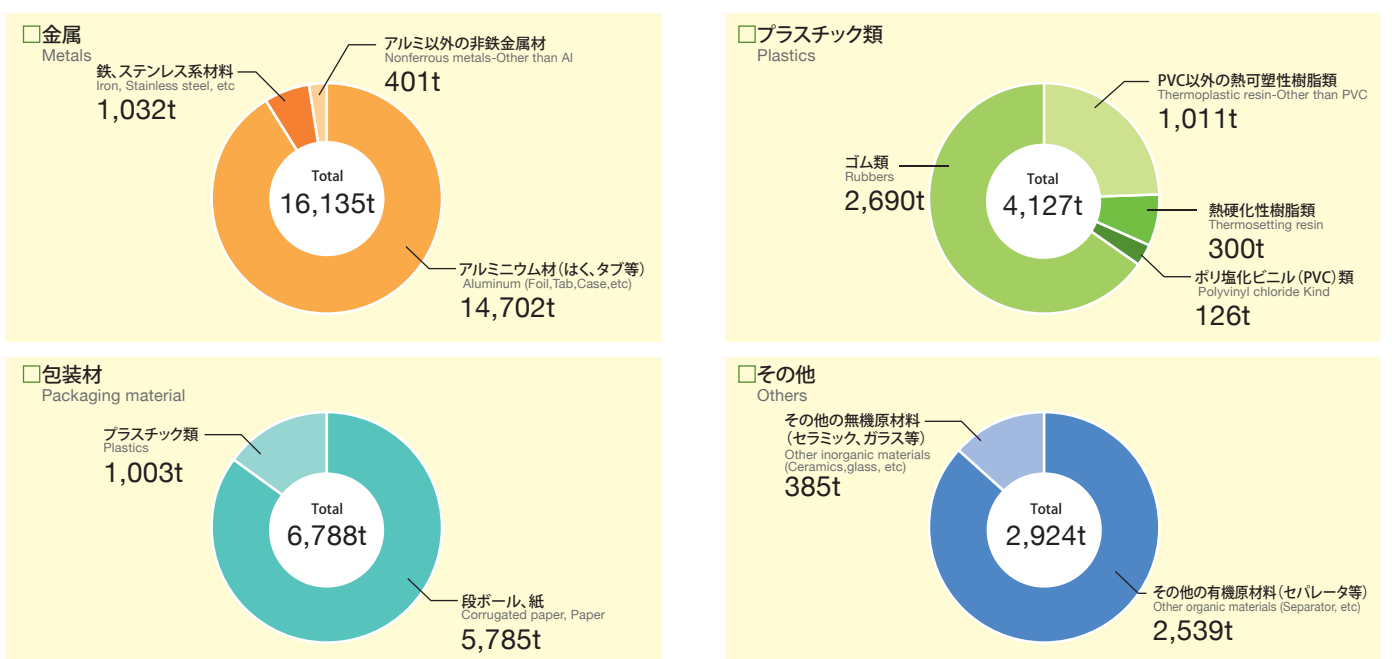 □金属
Metals
アルミ以外の非鉄金属材
Nonferrous metals-Other than Al
401t
鉄、ステンレス系材料
Iron, Stainless steel, etc
1,032t
Total
16,135t
アルミニウム材（はく、タブ等）
Aluminum (Foil,Tab,Case,etc)
14,702t
□プラスチック類
Plastics
PVC以外の熱可塑性樹脂類
Thermoplastic resin-Other than PVC
1,011t
ゴム類
Rubbers
2,690t
Total
4,127t
熱硬化性樹脂類
Thermosetting resin
300t
ポリ塩化ビニル（PVC）類
Polyvinyl chloride Kind
126t
□包装材
Packaging material
プラスチック類
Plastics
1,003t
Total
6,788t
段ボール、紙
Corrugated paper, Paper
5,785t
□その他
Others
その他の無機原材料
（セラミック、ガラス等）
Other inorganic materials
(Ceramics,glass, etc)
385t
Total
2,924t
その他の有機原材料（セパレータ等）
Other organic materials (Separator, etc)
2,539t